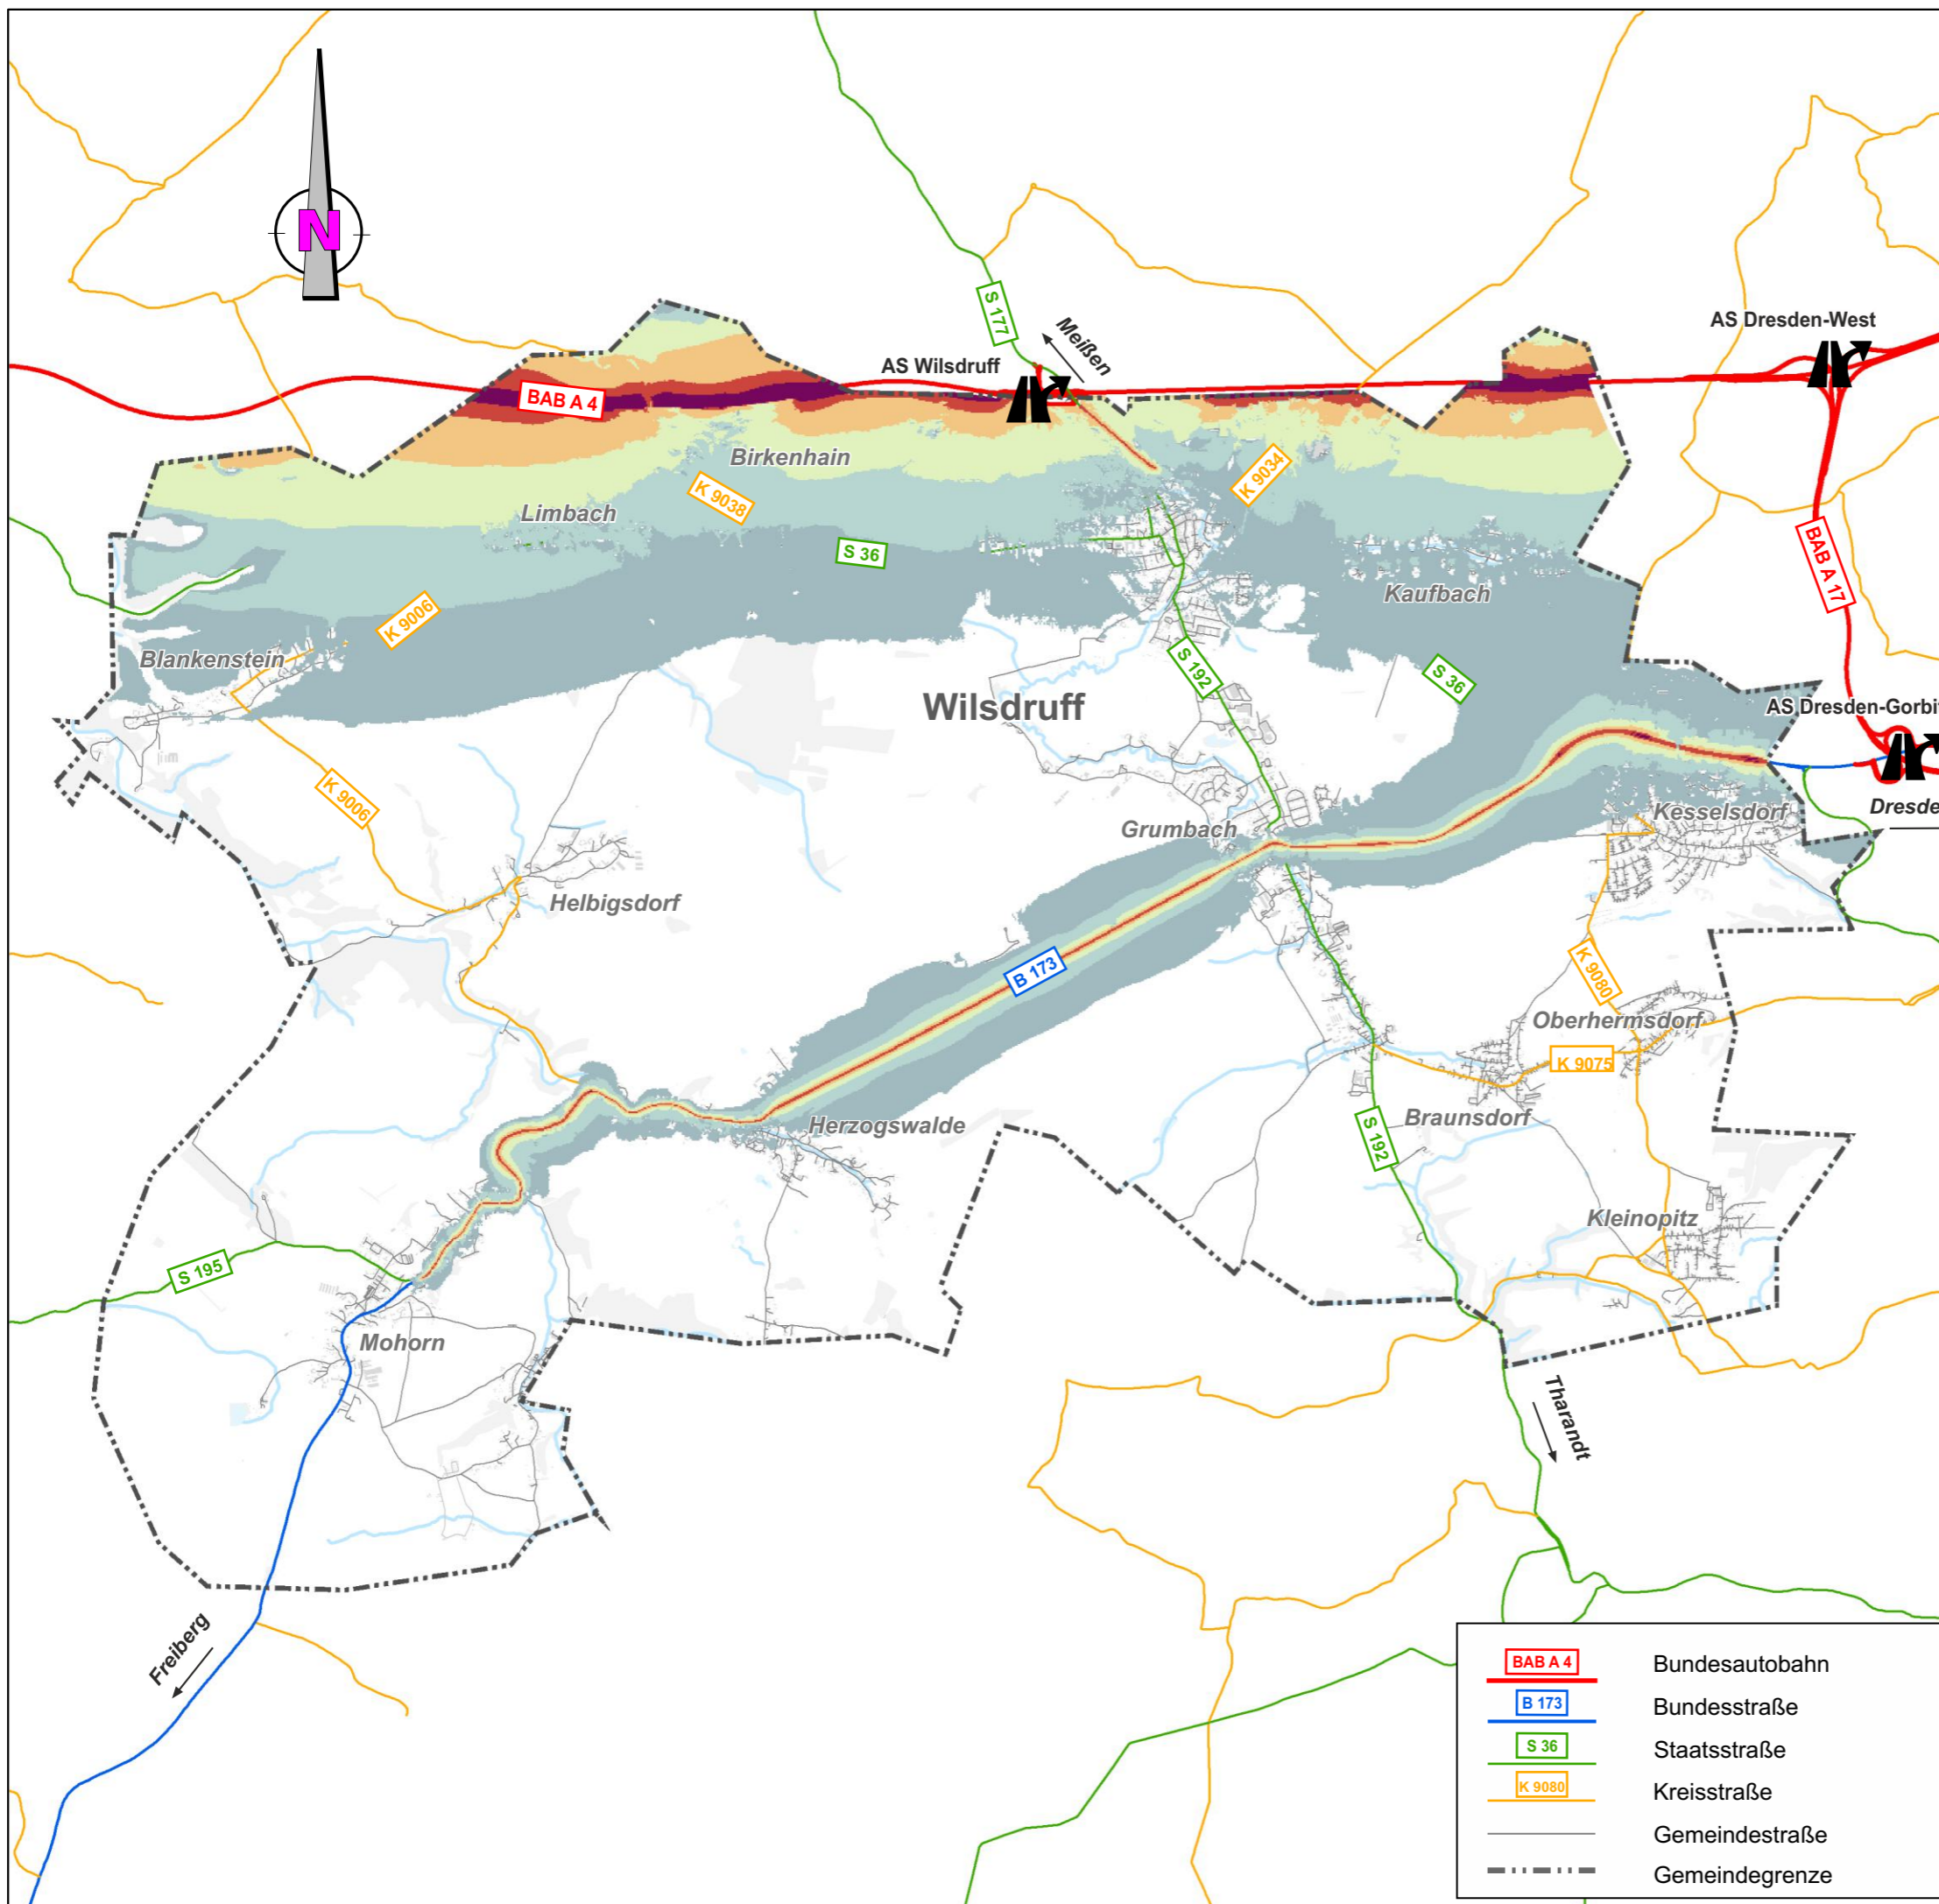 N
S 177
Meißen
AS Dresden-West
AS Wilsdruff
BAB A 4
Birkenhain
K 9034
K 9038
Limbach
S 36
BAB A 17
Kaufbach
K 9006
Blankenstein
S 192
S 36
Wilsdruff
AS Dresden-Gorbit
K 9006
Dresde
Kesselsdorf
Grumbach
Helbigsdorf
B 173
K 9080
Oberhermsdorf
K 9075
Braunsdorf
Herzogswalde
S 192
Kleinopitz
S 195
Mohorn
Tharandt
Freiberg
BAB A 4 Bundesautobahn
B 173 Bundesstraße
S 36 Staatsstraße
K 9080 Kreisstraße
Gemeindestraße
Gemeindegrenze